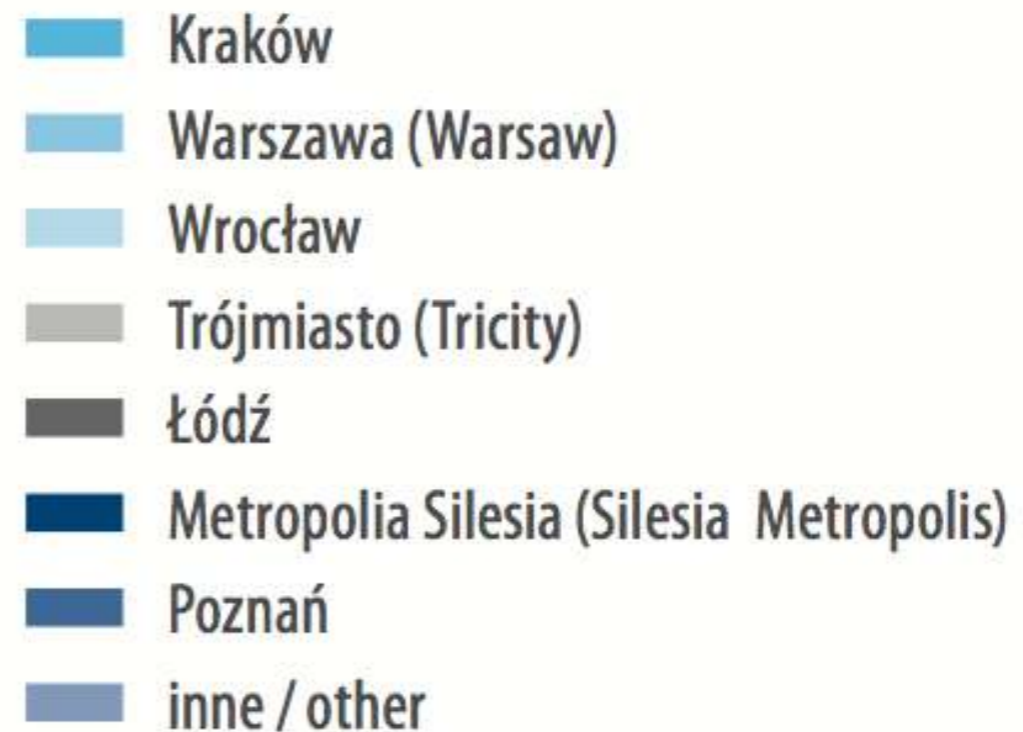 Kraków
Warszawa (Warsaw)
Wrocław
Trójmiasto (Tricity)
Łódź
Metropolia Silesia (Silesia Metropolis)
Poznań
inne / other